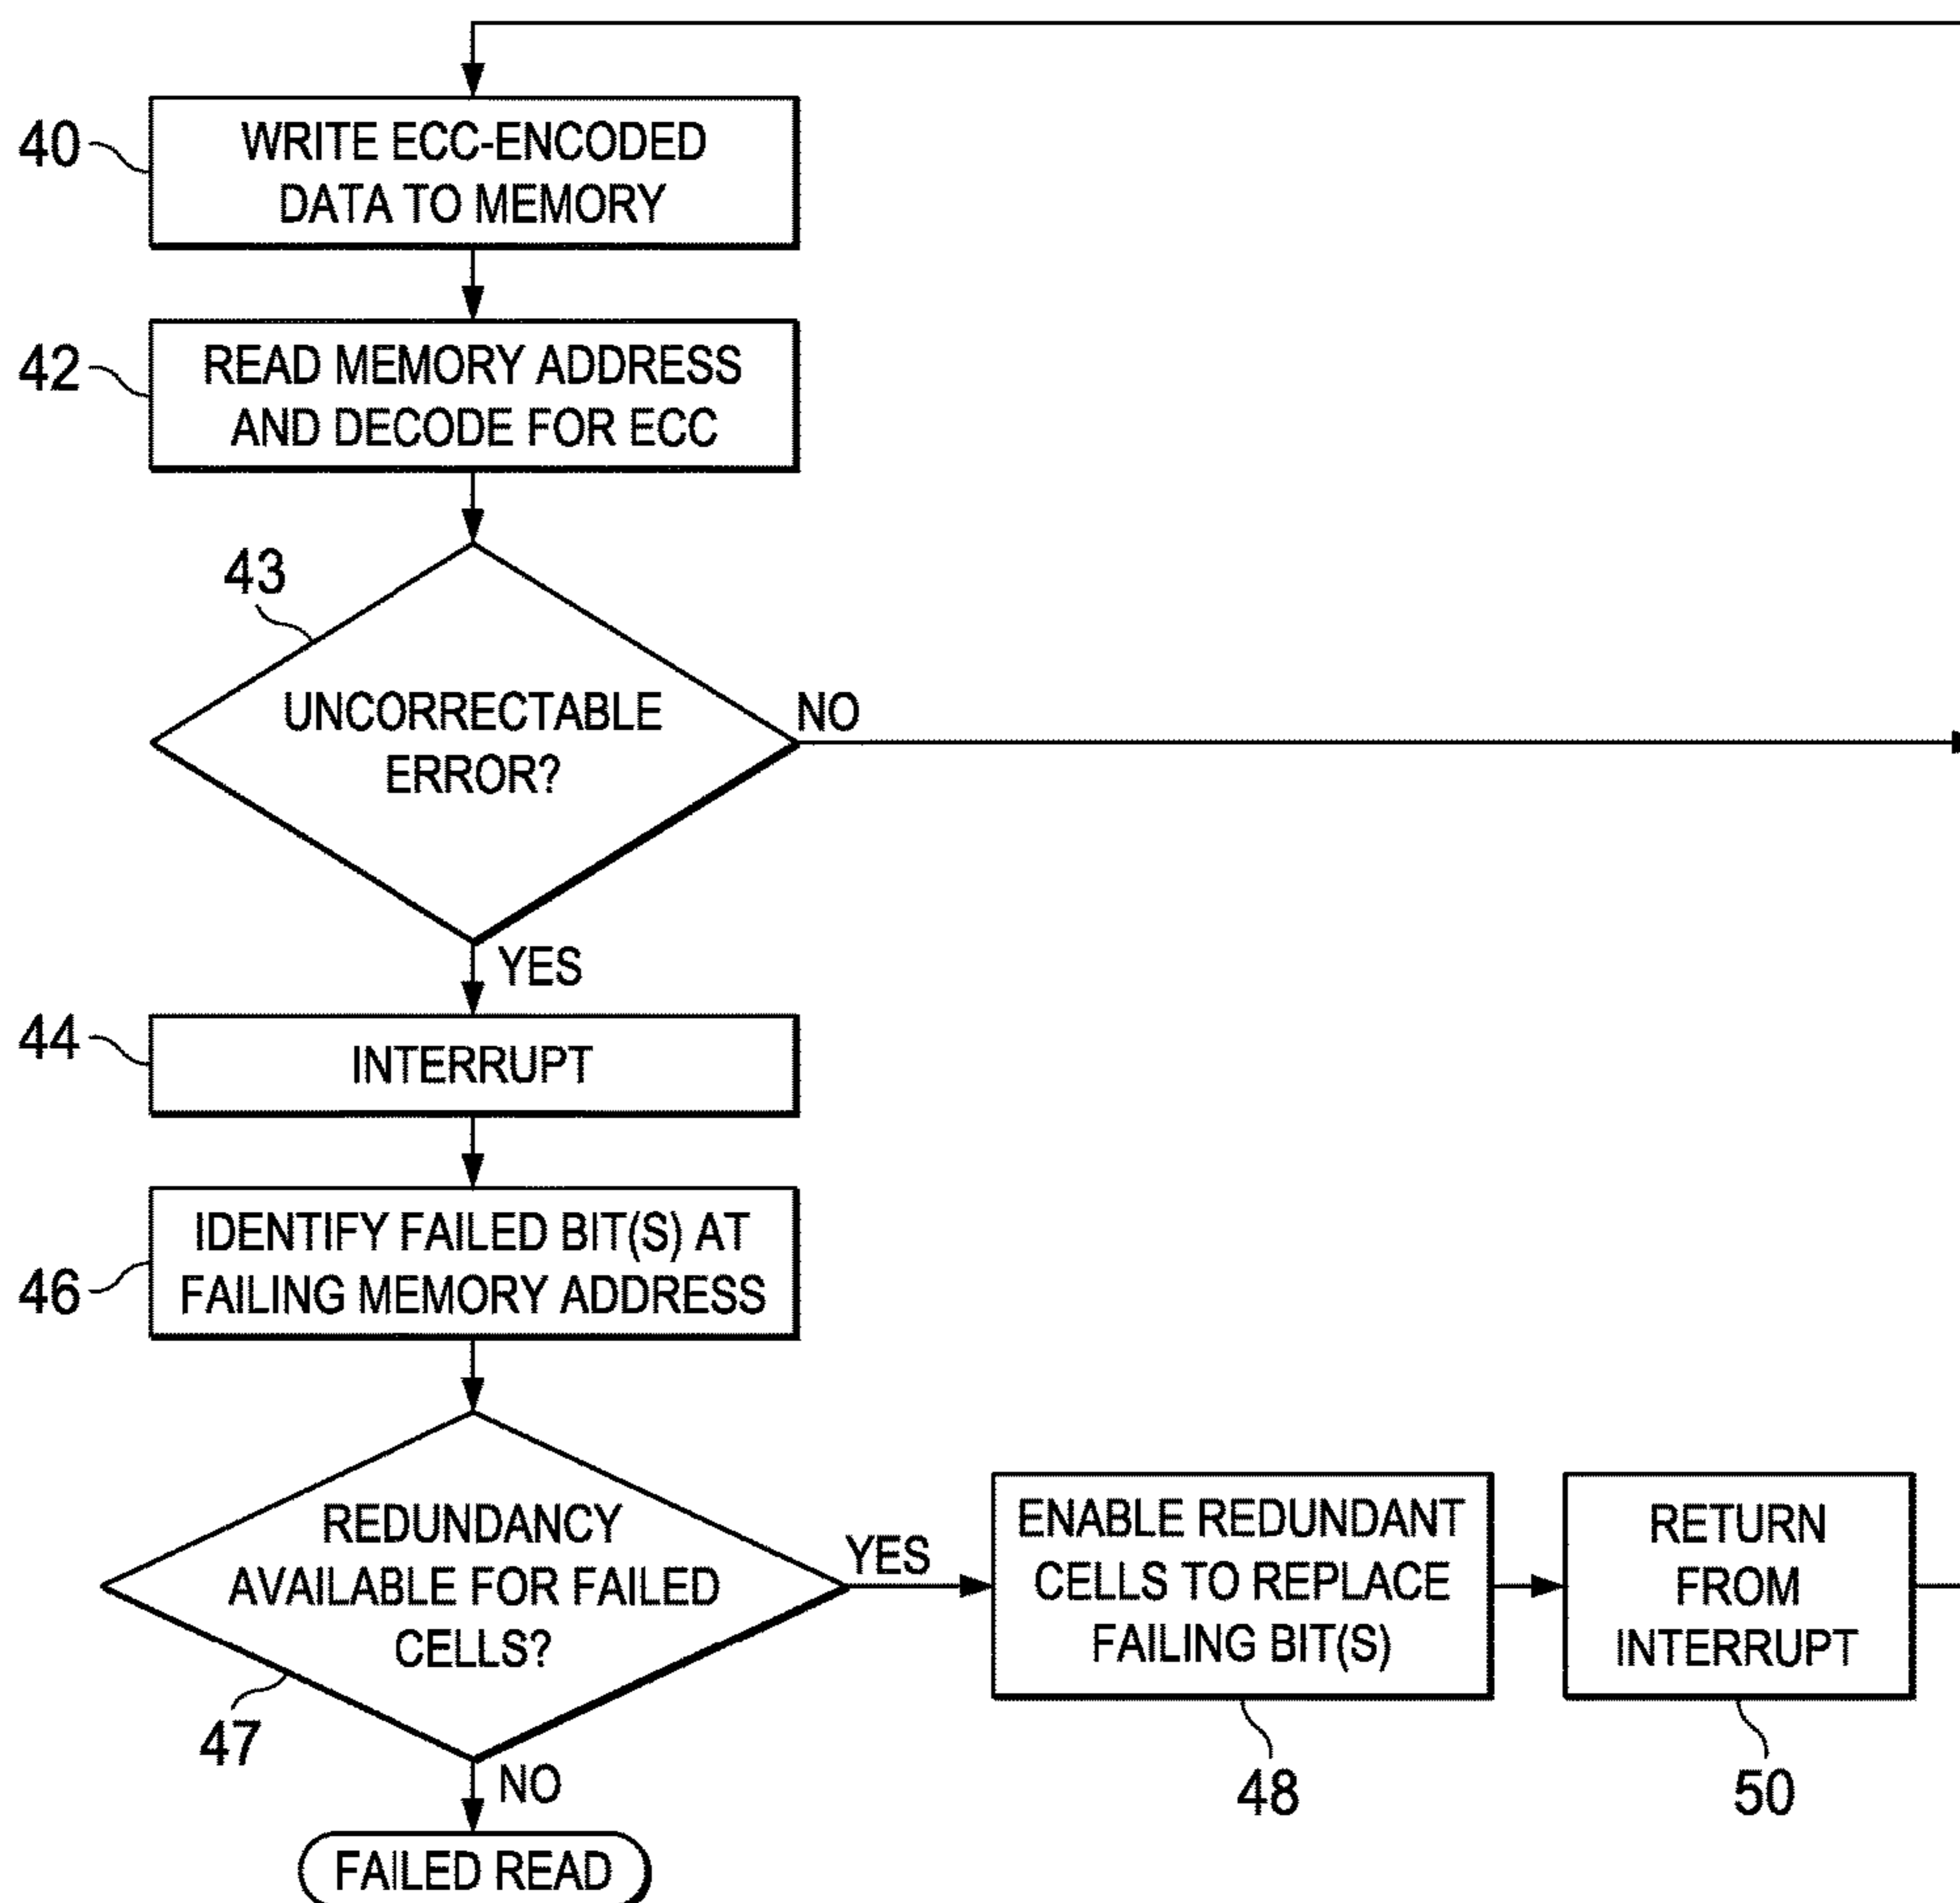 40
WRITE ECC-ENCODED
DATA TO MEMORY
42
READ MEMORY ADDRESS
AND DECODE FOR ECC
43
UNCORRECTABLE
ERROR?
NO
YES
44
INTERRUPT
46
IDENTIFY FAILED BIT(S) AT
FAILING MEMORY ADDRESS
47
REDUNDANCY
AVAILABLE FOR FAILED
CELLS?
YES
ENABLE REDUNDANT
CELLS TO REPLACE
FAILING BIT(S)
48
RETURN
FROM
INTERRUPT
50
NO
FAILED READ